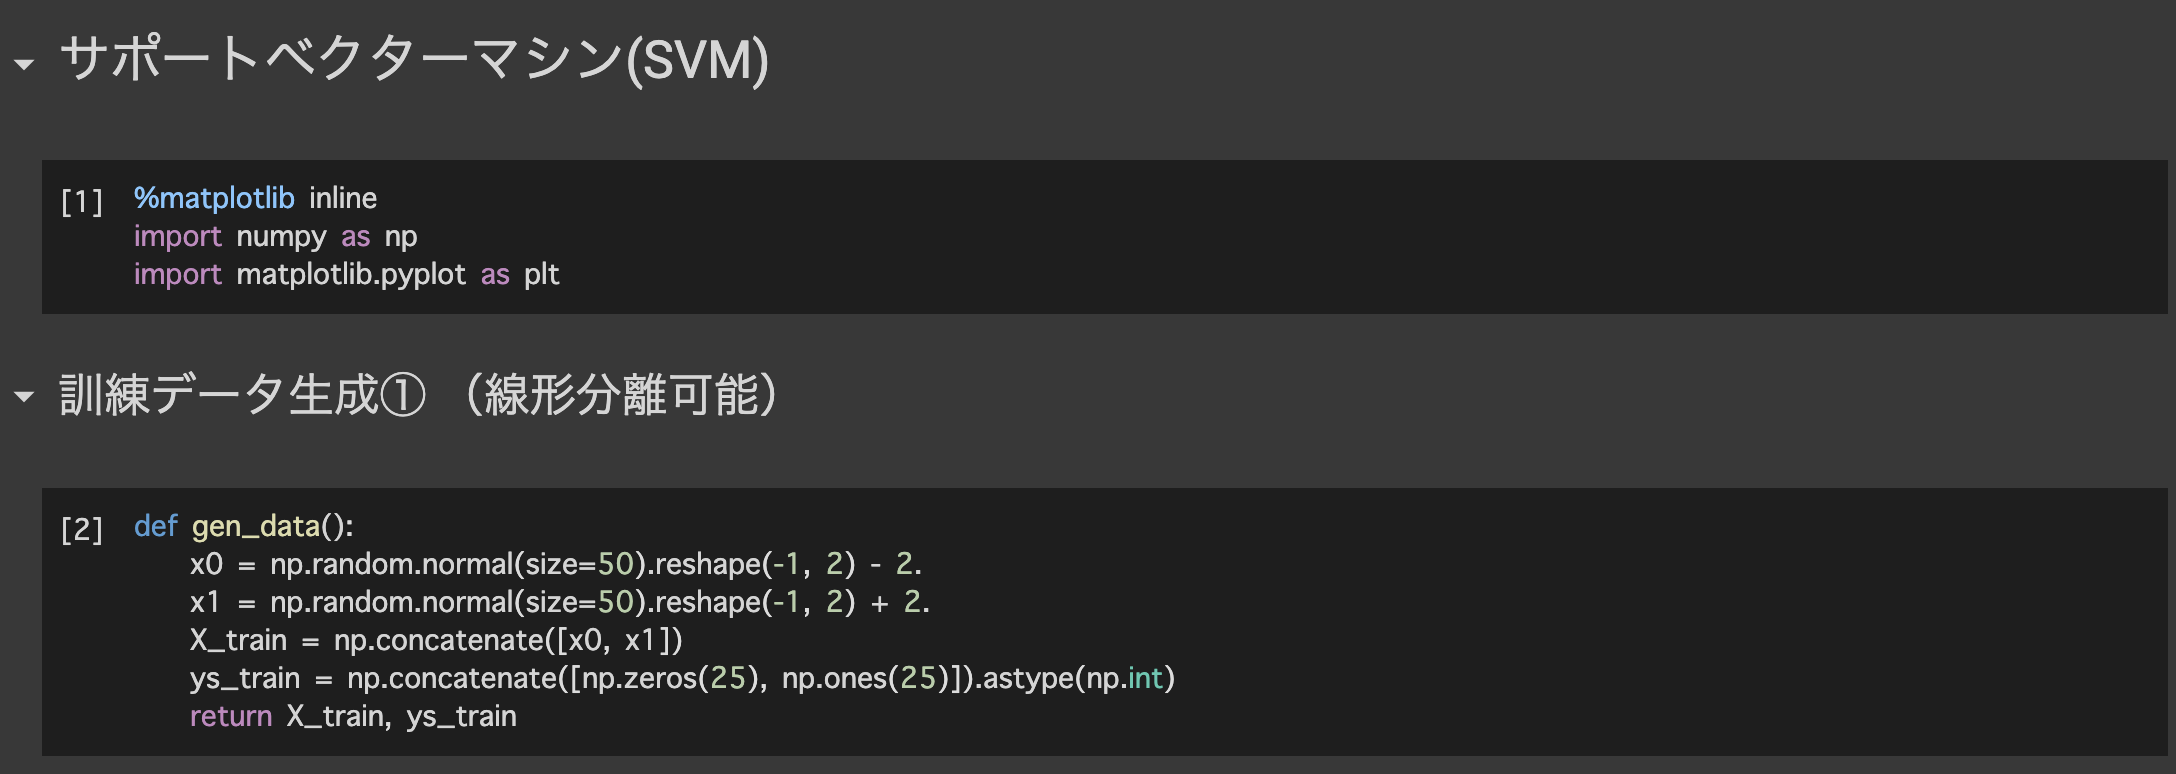 サポートベクターマシン(SVM)
[1] %matplotlib inline
import numpy as np
import matplotlib.pyplot as plt
訓練データ生成① （線形分離可能）
[2] def gen_data():
x0 = np.random.normal(size=50).reshape(-1, 2) - 2.
x1 = np.random.normal(size=50).reshape(-1, 2) + 2.
X_train = np.concatenate([x0, x1])
ys_train = np.concatenate([np.zeros(25), np.ones(25)]).astype(np.int)
return X_train, ys_train